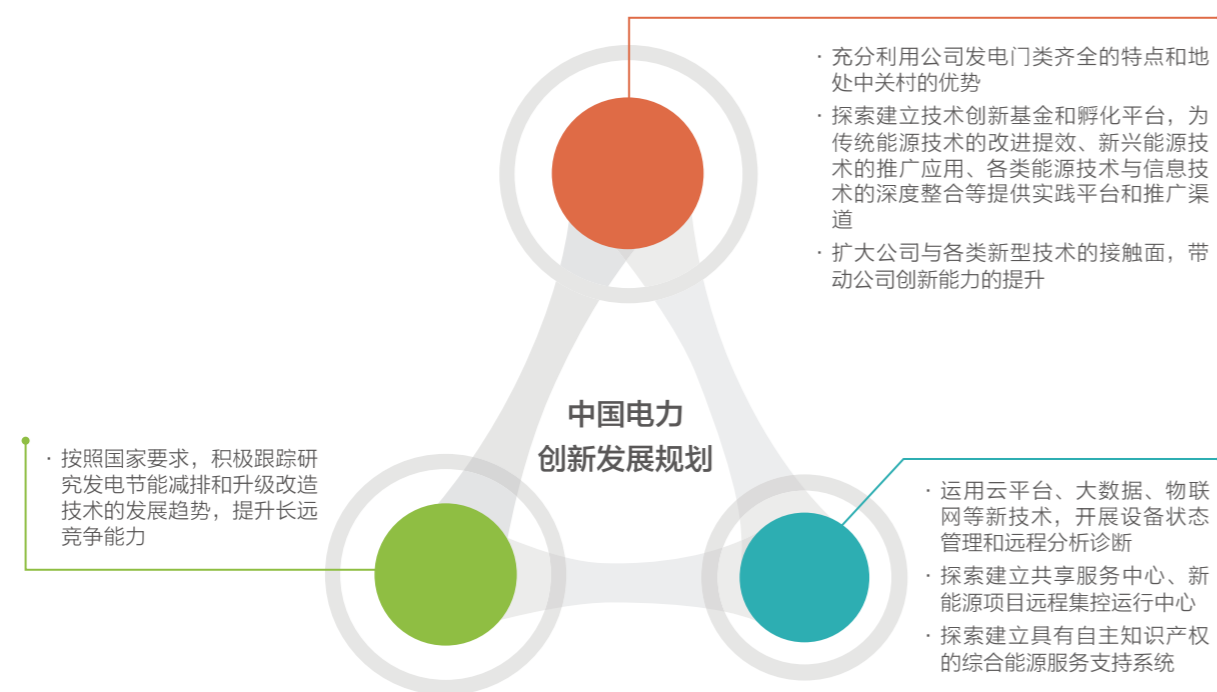 · 充分利用公司发电门类齐全的特点和地
处中关村的优势
· 探索建立技术创新基金和孵化平台，为
传统能源技术的改进提效、新兴能源技
术的推广应用、各类能源技术与信息技
术的深度整合等提供实践平台和推广渠
道
· 扩大公司与各类新型技术的接触面，带
动公司创新能力的提升
中国电力
创新发展规划
· 按照国家要求，积极跟踪研
究发电节能减排和升级改造
技术的发展趋势，提升长远
竞争能力
· 运用云平台、大数据、物联
网等新技术，开展设备状态
管理和远程分析诊断
· 探索建立共享服务中心、新
能源项目远程集控运行中心
· 探索建立具有自主知识产权
的综合能源服务支持系统